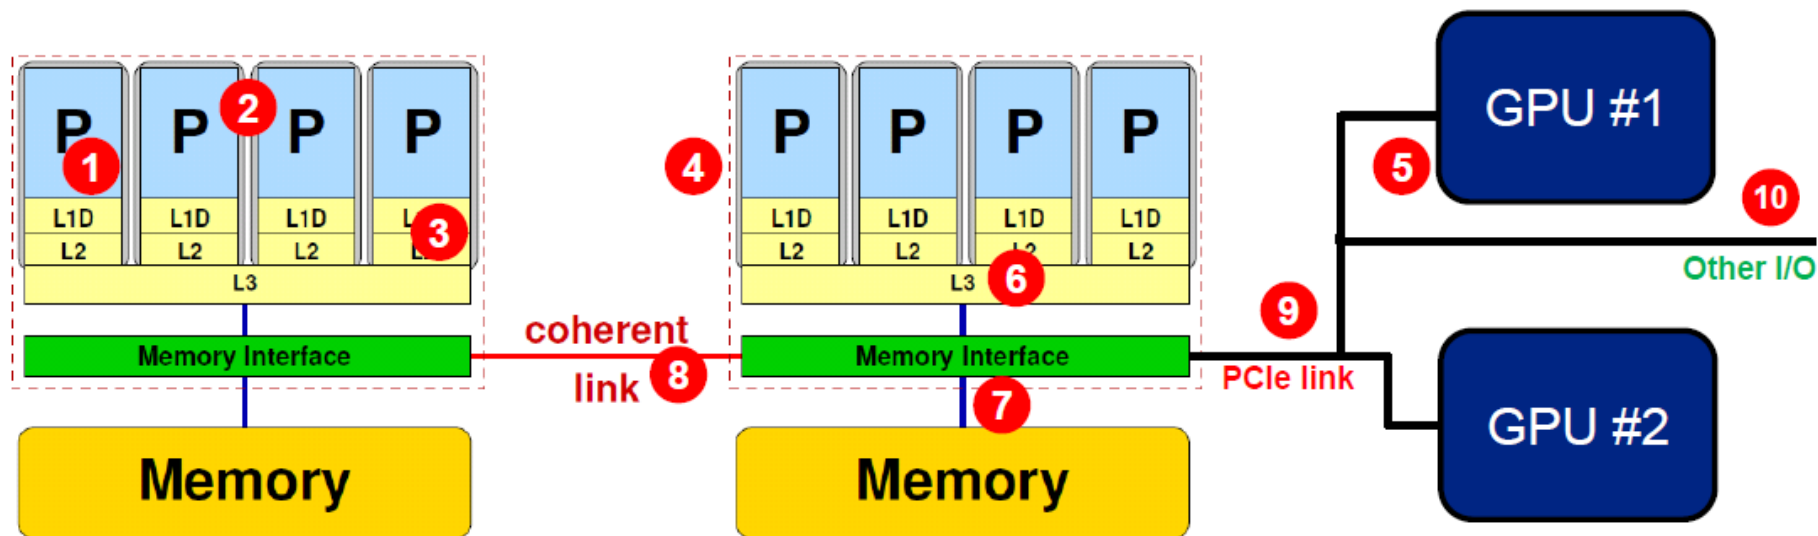 P P P P
1
2
L1D L1D L1D
3
L2 L2 L2
L3
Memory Interface
Memory
coherent
link
8
4
P P P P
L1D L1D L1D L1D
L2 L2 L2
6
L3
Memory Interface
7
Memory
9
PCIe link
GPU #1
5
10
Other I/O
GPU #2